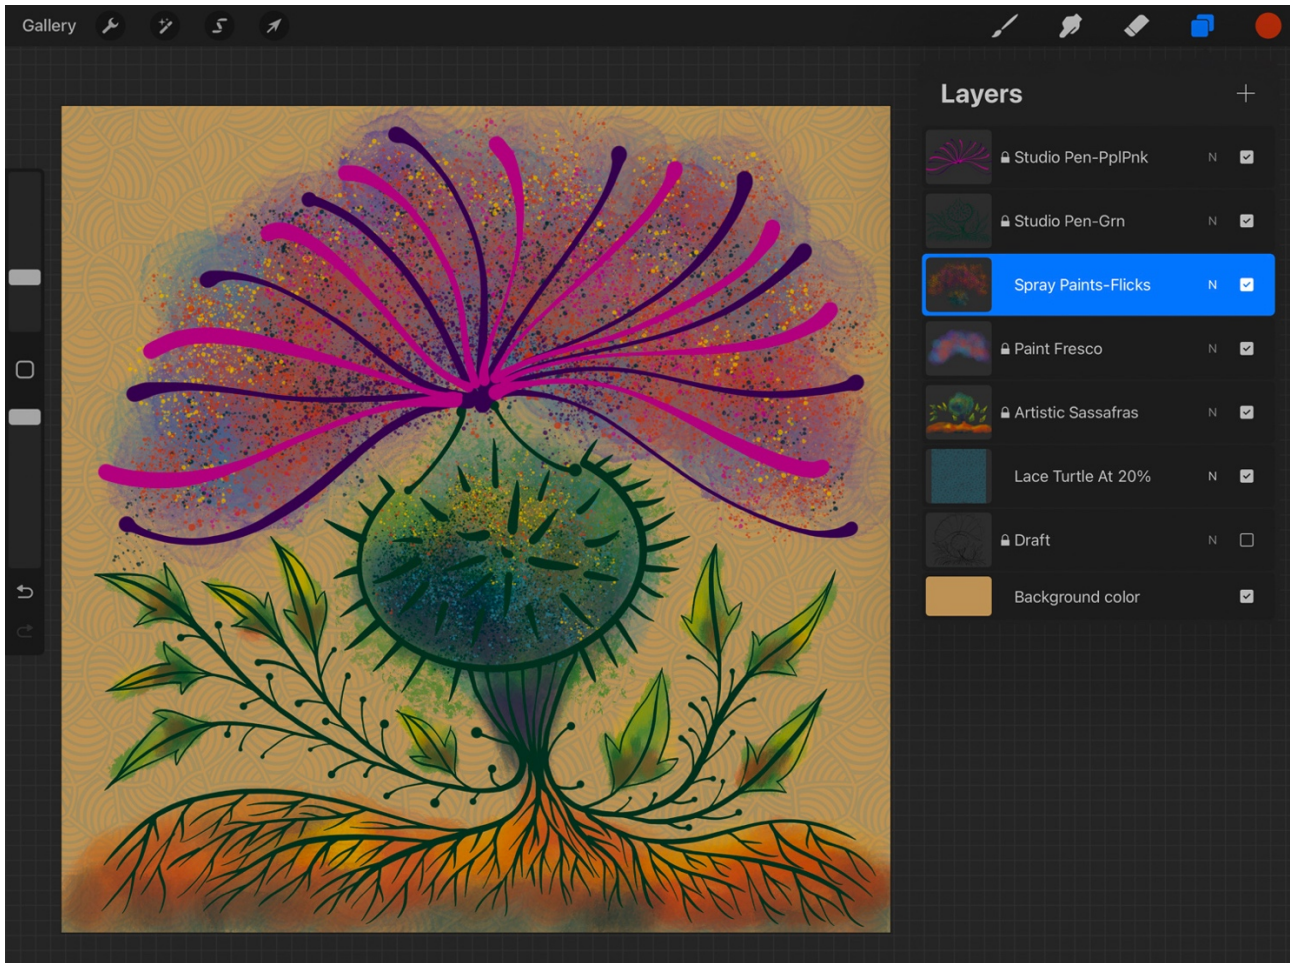 Gallery
Layers
Studio Pen-PplPnk N
Studio Pen-Grn N
Spray Paints-Flicks N
Paint Fresco N
Artistic Sassafras N
Lace Turtle At 20% N
Draft N
Background color